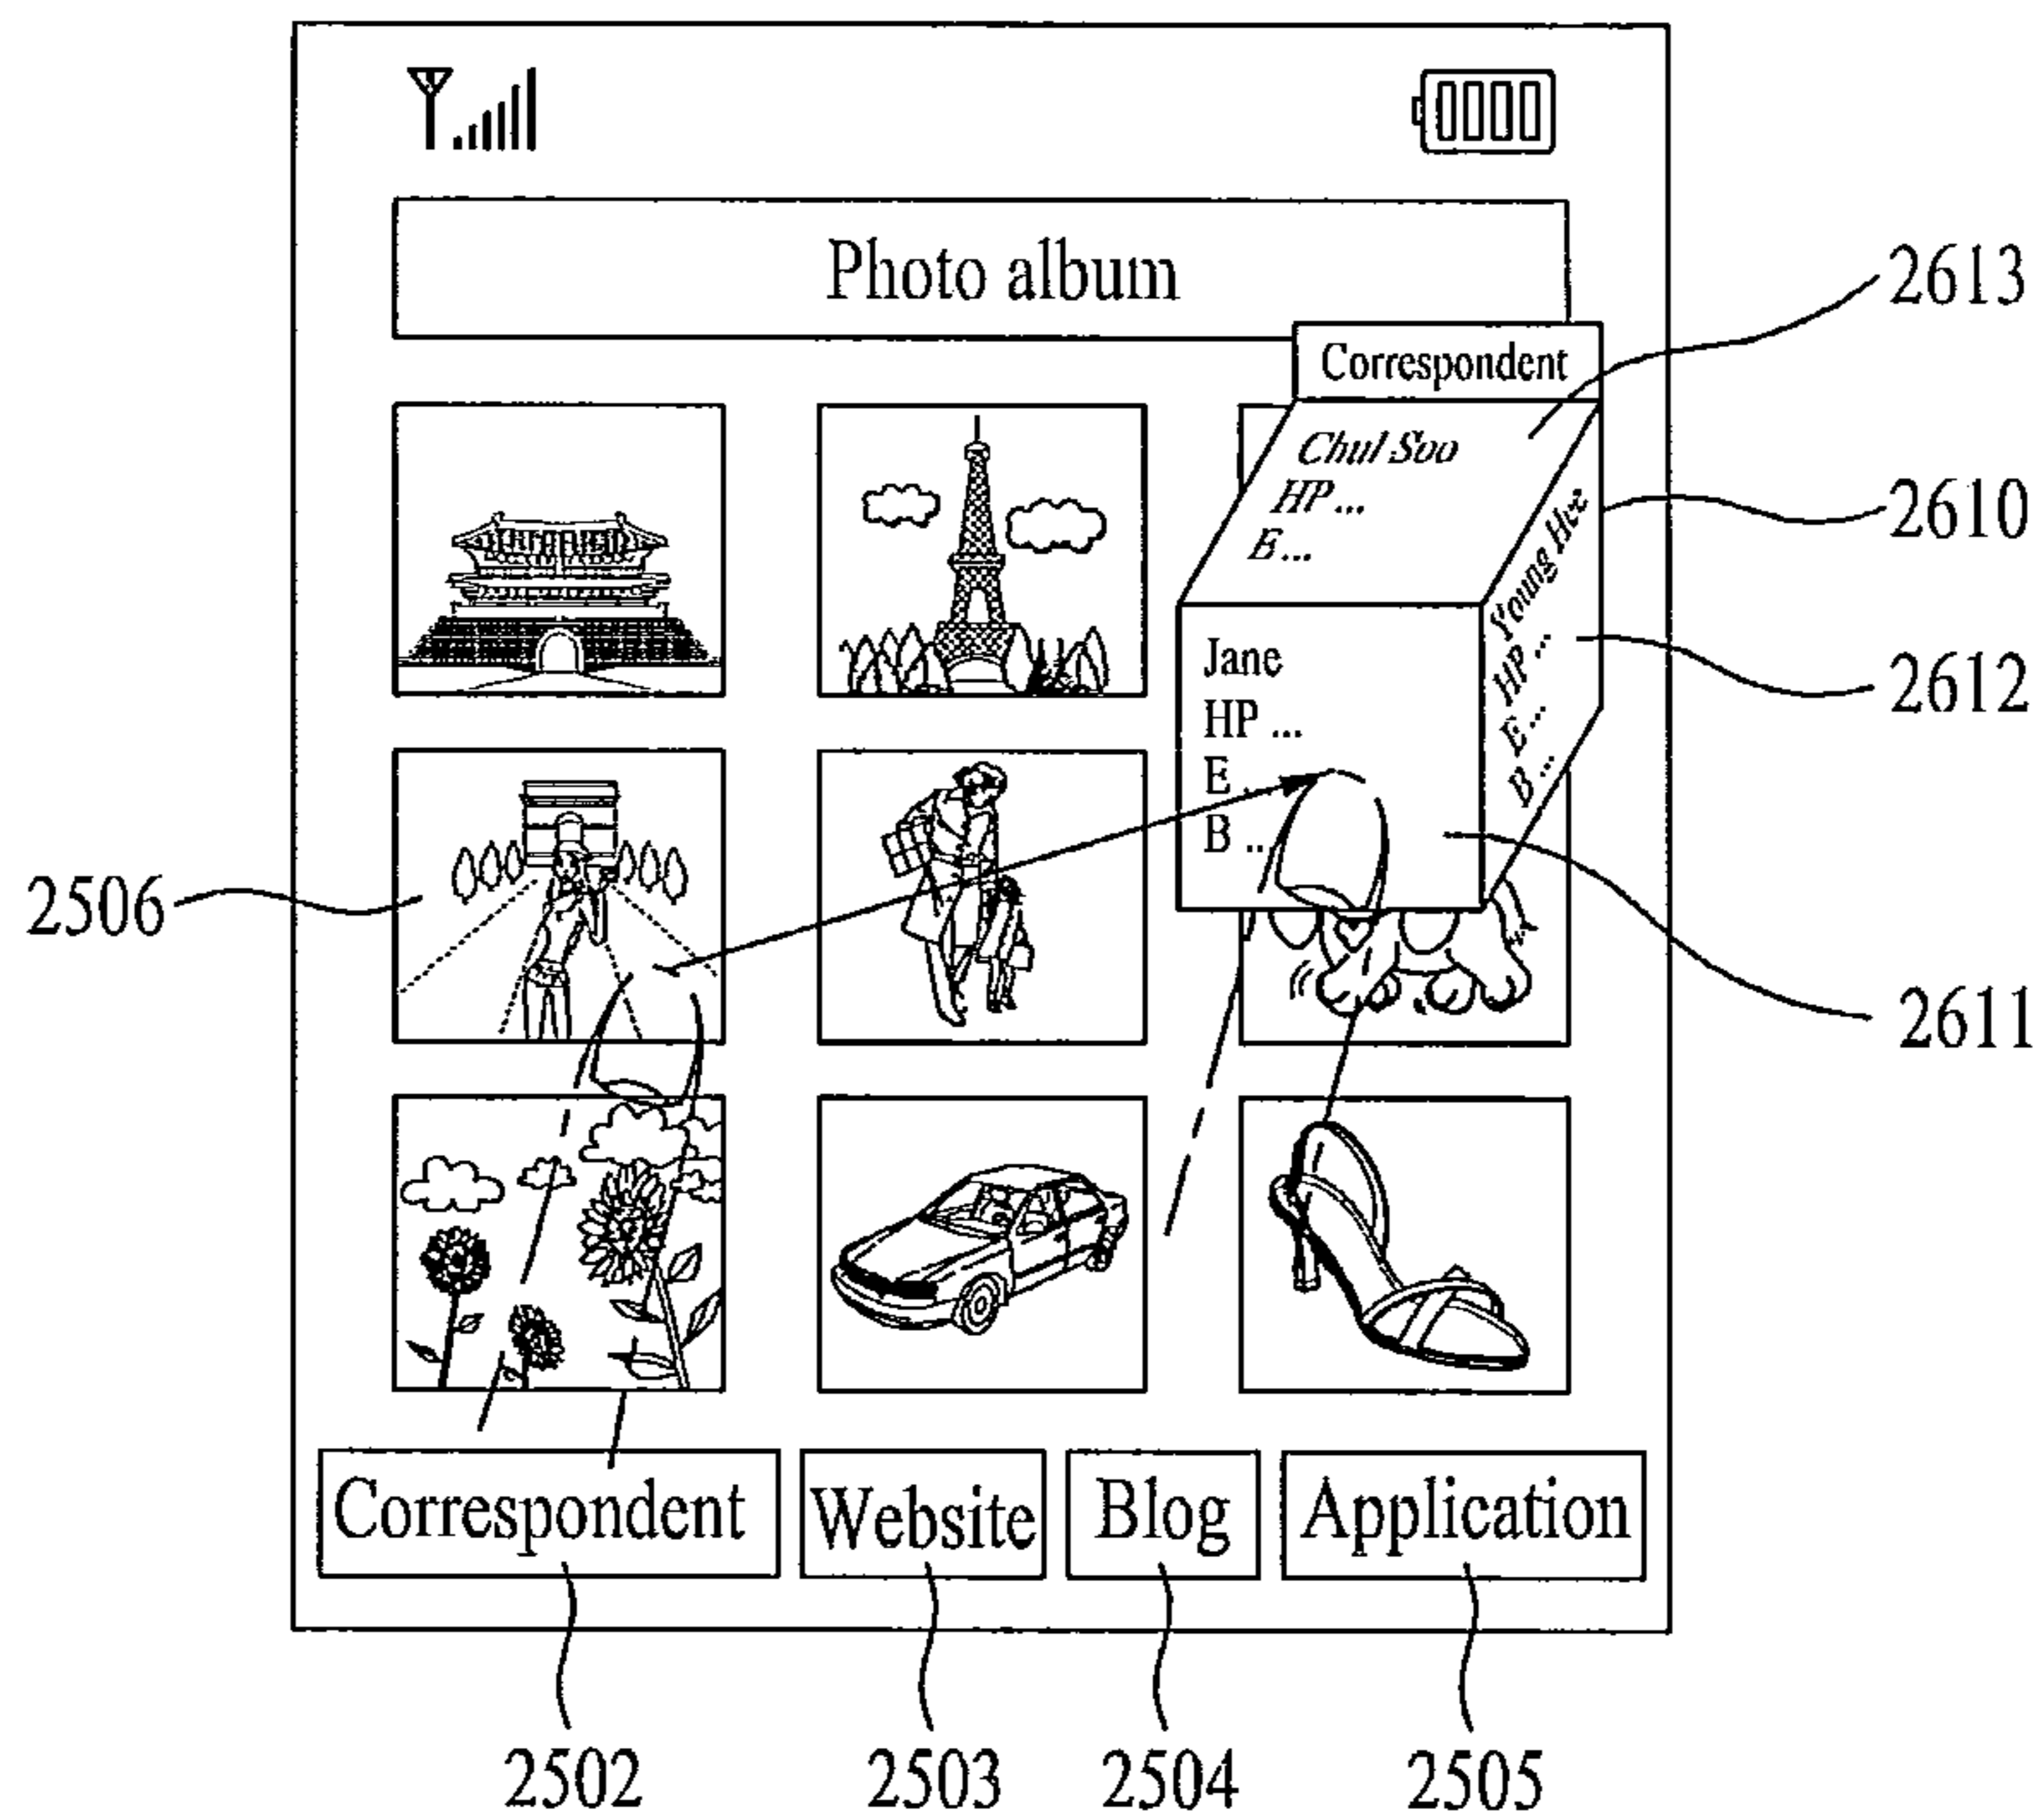 Photo album
Correspondent
2613
Chul Soo
HP ...
E ...
2610
Young Hee
HP ...
E ...
B ...
2612
Jane
HP ...
E ...
B ...
2611
2506
Correspondent
Website
Blog
Application
2502
2503
2504
2505